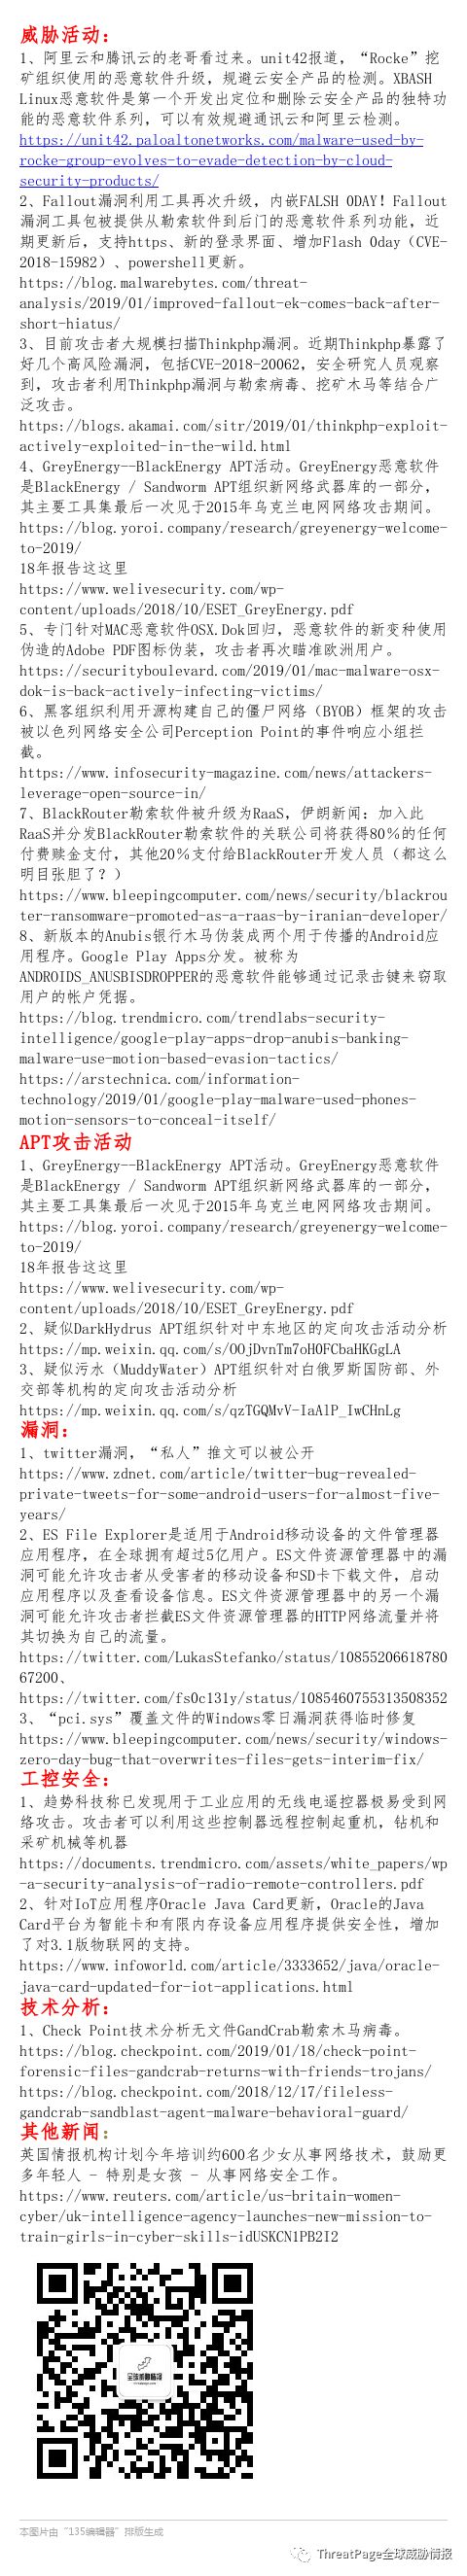 威胁活动：
1、阿里云和腾讯云的老哥看过来。unit42报道，“Rocke”挖
矿组织使用的恶意软件升级，规避云安全产品的检测。XBASH
Linux恶意软件是第一个开发出定位和删除云安全产品的独特功
能的恶意软件系列，可以有效规避通讯云和阿里云检测。
https://unit42.paloaltonetworks.com/malware-used-by-
rocke-group-evolves-to-evade-detection-by-cloud-
security-products/
2、Fallout漏洞利用工具再次升级，内嵌FALSH 0DAY！Fallout
漏洞工具包被提供从勒索软件到后门的恶意软件系列功能，近
期更新后，支持https、新的登录界面、增加Flash 0day（CVE-
2018-15982）、powershell更新。
https://blog.malwarebytes.com/threat-
analysis/2019/01/improved-fallout-ek-comes-back-after-
short-hiatus/
3、目前攻击者大规模扫描Thinkphp漏洞。近期Thinkphp暴露了
好几个高风险漏洞，包括CVE-2018-20062，安全研究人员观察
到，攻击者利用Thinkphp漏洞与勒索病毒、挖矿木马等结合广
泛攻击。
https://blogs.akamai.com/sitr/2019/01/thinkphp-exploit-
actively-exploited-in-the-wild.html
4、GreyEnergy--BlackEnergy APT活动。GreyEnergy恶意软件
是BlackEnergy / Sandworm APT组织新网络武器库的一部分，
其主要工具集最后一次见于2015年乌克兰电网网络攻击期间。
https://blog.yoroi.company/research/greyenergy-welcome-
to-2019/
18年报告这这里
https://www.welivesecurity.com/wp-
content/uploads/2018/10/ESET_GreyEnergy.pdf
5、专门针对MAC恶意软件OSX.Dok回归，恶意软件的新变种使用
伪造的Adobe PDF图标伪装，攻击者再次瞄准欧洲用户。
https://securityboulevard.com/2019/01/mac-malware-osx-
dok-is-back-actively-infecting-victims/
6、黑客组织利用开源构建自己的僵尸网络（BYOB）框架的攻击
被以色列网络安全公司Perception Point的事件响应小组拦
截。
https://www.infosecurity-magazine.com/news/attackers-
leverage-open-source-in/
7、BlackRouter勒索软件被升级为RaaS，伊朗新闻：加入此
RaaS并分发BlackRouter勒索软件的关联公司将获得80％的任何
付费赎金支付，其他20％支付给BlackRouter开发人员（都这么
明目张胆了？）
https://www.bleepingcomputer.com/news/security/blackrou
ter-ransomware-promoted-as-a-raas-by-iranian-developer/
8、新版本的Anubis银行木马伪装成两个用于传播的Android应
用程序。Google Play Apps分发。被称为
ANDROIDS_ANUSBISDROPPER的恶意软件能够通过记录击键来窃取
用户的帐户凭据。
https://blog.trendmicro.com/trendlabs-security-
intelligence/google-play-apps-drop-anubis-banking-
malware-use-motion-based-evasion-tactics/
https://arstechnica.com/information-
technology/2019/01/google-play-malware-used-phones-
motion-sensors-to-conceal-itself/
APT攻击活动
1、GreyEnergy--BlackEnergy APT活动。GreyEnergy恶意软件
是BlackEnergy / Sandworm APT组织新网络武器库的一部分，
其主要工具集最后一次见于2015年乌克兰电网网络攻击期间。
https://blog.yoroi.company/research/greyenergy-welcome-
to-2019/
18年报告这这里
https://www.welivesecurity.com/wp-
content/uploads/2018/10/ESET_GreyEnergy.pdf
2、疑似DarkHydrus APT组织针对中东地区的定向攻击活动分析
https://mp.weixin.qq.com/s/OOjDvnTm7oH0FCbaHKGgLA
3、疑似污水（MuddyWater）APT组织针对白俄罗斯国防部、外
交部等机构的定向攻击活动分析
https://mp.weixin.qq.com/s/qzTGQMvV-IaAlP_IwCHnLg
漏洞：
1、twitter漏洞，“私人”推文可以被公开
https://www.zdnet.com/article/twitter-bug-revealed-
private-tweets-for-some-android-users-for-almost-five-
years/
2、ES File Explorer是适用于Android移动设备的文件管理器
应用程序，在全球拥有超过5亿用户。ES文件资源管理器中的漏
洞可能允许攻击者从受害者的移动设备和SD卡下载文件，启动
应用程序以及查看设备信息。ES文件资源管理器中的另一个漏
洞可能允许攻击者拦截ES文件资源管理器的HTTP网络流量并将
其切换为自己的流量。
https://twitter.com/LukasStefanko/status/10855206618780
67200、
https://twitter.com/fs0c131y/status/1085460755313508352
3、“pci.sys”覆盖文件的Windows零日漏洞获得临时修复
https://www.bleepingcomputer.com/news/security/windows-
zero-day-bug-that-overwrites-files-gets-interim-fix/
工控安全：
1、趋势科技称已发现用于工业应用的无线电遥控器极易受到网
络攻击。攻击者可以利用这些控制器远程控制起重机，钻机和
采矿机械等机器
https://documents.trendmicro.com/assets/white_papers/wp
-a-security-analysis-of-radio-remote-controllers.pdf
2、针对IoT应用程序Oracle Java Card更新，Oracle的Java
Card平台为智能卡和有限内存设备应用程序提供安全性，增加
了对3.1版物联网的支持。
https://www.infoworld.com/article/3333652/java/oracle-
java-card-updated-for-iot-applications.html
技术分析：
1、Check Point技术分析无文件GandCrab勒索木马病毒。
https://blog.checkpoint.com/2019/01/18/check-point-
forensic-files-gandcrab-returns-with-friends-trojans/
https://blog.checkpoint.com/2018/12/17/fileless-
gandcrab-sandblast-agent-malware-behavioral-guard/
其他新闻：
英国情报机构计划今年培训约600名少女从事网络技术，鼓励更
多年轻人 - 特别是女孩 - 从事网络安全工作。
https://www.reuters.com/article/us-britain-women-
cyber/uk-intelligence-agency-launches-new-mission-to-
train-girls-in-cyber-skills-idUSKCN1PB2I2
全球威胁情报
本图片由“135编辑器”排版生成
ThreatPage全球威胁情报